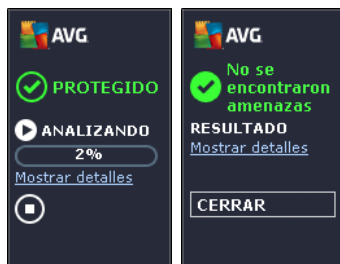 AVG
PROTEGIDO
ANALIZANDO
2%
Mostrar detalles
AVG
No se
encontraron
amenazas
RESULTADO
Mostrar detalles
CERRAR